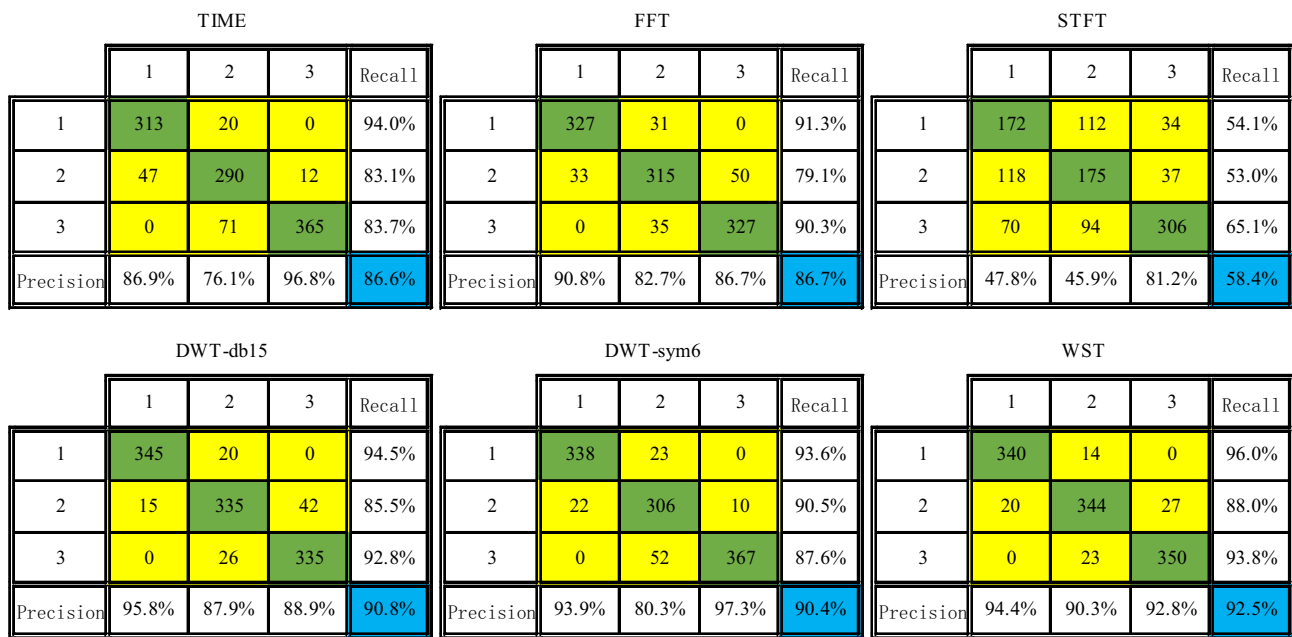 TIME FFT STFT
1 2 3 Recall 1 2 3 Recall 1 2 3 Recall
1 313 20 0 94.0% 1 327 31 0 91.3% 1 172 112 34 54.1%
2 47 290 12 83.1% 2 33 315 50 79.1% 2 118 175 37 53.0%
3 0 71 365 83.7% 3 0 35 327 90.3% 3 70 94 306 65.1%
Precision 86.9% 76.1% 96.8% 86.6% Precision 90.8% 82.7% 86.7% 86.7% Precision 47.8% 45.9% 81.2% 58.4%
DWT-db15 DWT-sym6 WST
1 2 3 Recall 1 2 3 Recall 1 2 3 Recall
1 345 20 0 94.5% 1 338 23 0 93.6% 1 340 14 0 96.0%
2 15 335 42 85.5% 2 22 306 10 90.5% 2 20 344 27 88.0%
3 0 26 335 92.8% 3 0 52 367 87.6% 3 0 23 350 93.8%
Precision 95.8% 87.9% 88.9% 90.8% Precision 93.9% 80.3% 97.3% 90.4% Precision 94.4% 90.3% 92.8% 92.5%